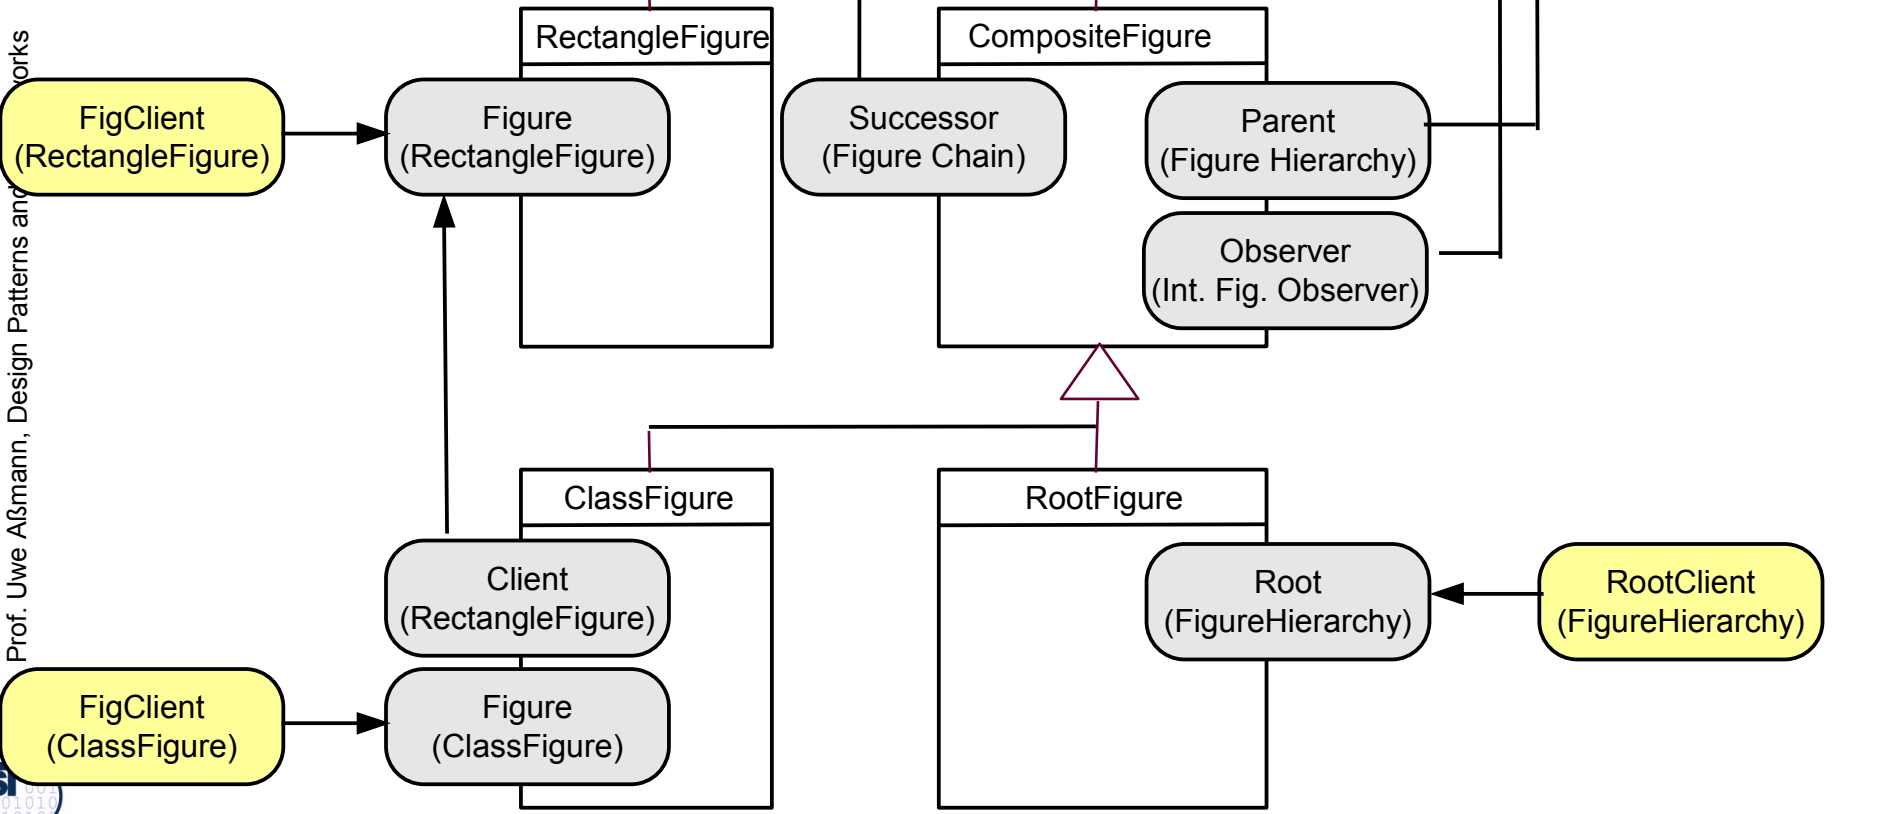 RectangleFigure
CompositeFigure
FigClient
(RectangleFigure)
Figure
(RectangleFigure)
Successor
(Figure Chain)
Parent
(Figure Hierarchy)
Observer
(Int. Fig. Observer)
ClassFigure
RootFigure
Client
(RectangleFigure)
Root
(FigureHierarchy)
RootClient
(FigureHierarchy)
FigClient
(ClassFigure)
Figure
(ClassFigure)
Prof. Uwe Aßmann, Design Patterns and